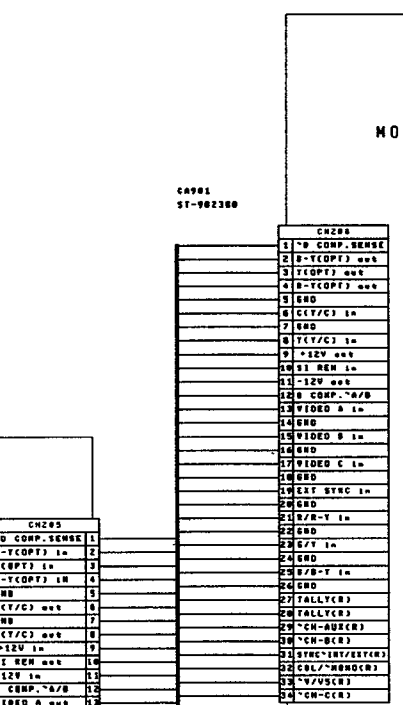 MO
CA901
ST-902380
CN206
1 ~D COMP.SENSE
2 B-Y(OPT) out
3 Y(OPT) out
4 R-Y(OPT) out
5 GND
6 C(Y/C) in
7 GND
8 Y(Y/C) in
9 +12V out
10 SI REM in
11 -12V out
12 D COMP.~A/B
13 VIDEO A in
14 GND
15 VIDEO B in
16 GND
17 VIDEO C in
18 GND
19 EXT SYNC in
20 GND
21 R/R-Y in
22 GND
23 G/Y in
24 GND
25 B/B-Y in
26 GND
27 TALLY(R)
28 TALLY(R)
29 ~CH-AUX(R)
30 ~CH-B(R)
31 SYNC~INT/EXT(R)
32 COL/~MONO(R)
33 ~V/VS(R)
34 ~CH-C(R)
CN205
D COMP.SENSE 1
-Y(OPT) in 2
(OPT) in 3
-Y(OPT) iN 4
ND 5
(Y/C) out 6
ND 7
(Y/C) out 8
+12V in 9
I REM out 10
12V in 11
COMP.~A/B 12
IDEO A out 13